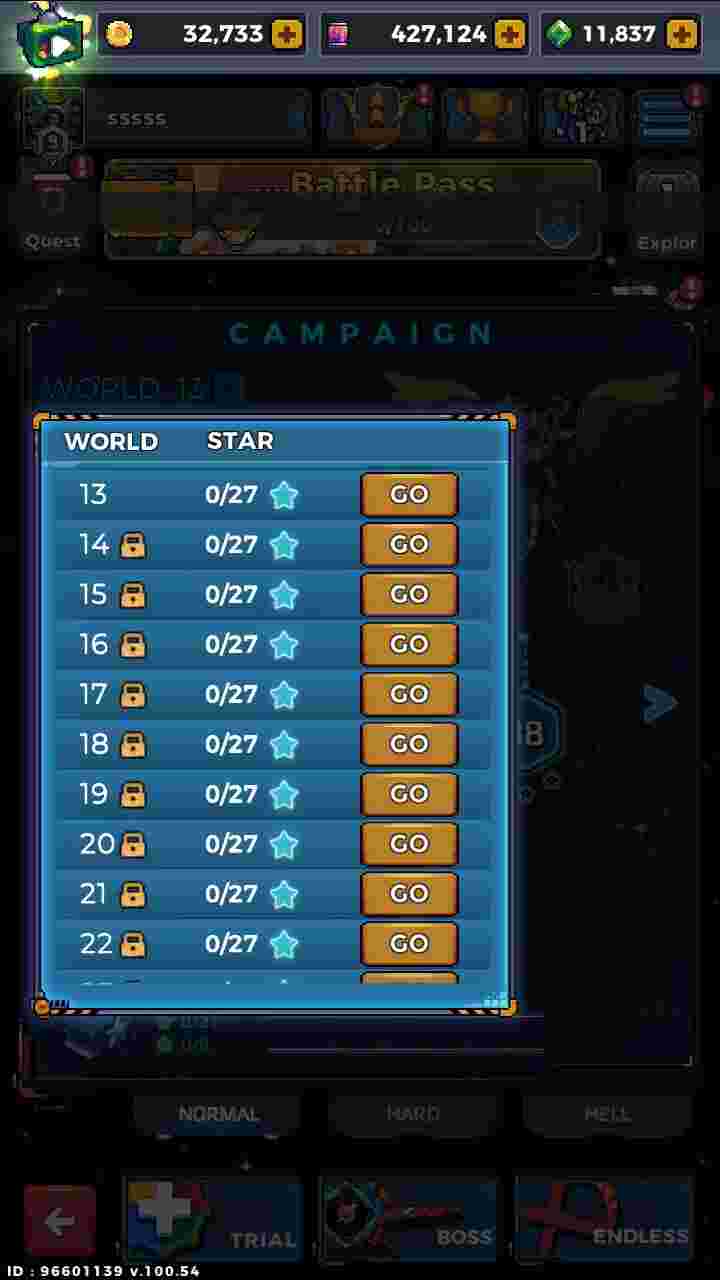 32,733
427,124
11,837
sssss
Battle Pass
Quest
Explor
CAMPAIGN
WORLD 13
WORLD STAR
13 0/27 GO
14 0/27 GO
15 0/27 GO
16 0/27 GO
17 0/27 GO
18 0/27 GO
19 0/27 GO
20 0/27 GO
21 0/27 GO
22 0/27 GO
NORMAL HARD HELL
TRIAL BOSS ENDLESS
ID : 96601139 v.100.54